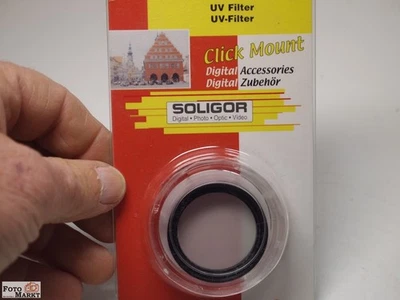 UV Filter
UV-Filter
Click Mount
Digital Accessories
Digital Zubehör
SOLIGOR
Digital • Photo • Optic • Video
FOTO
MARKT